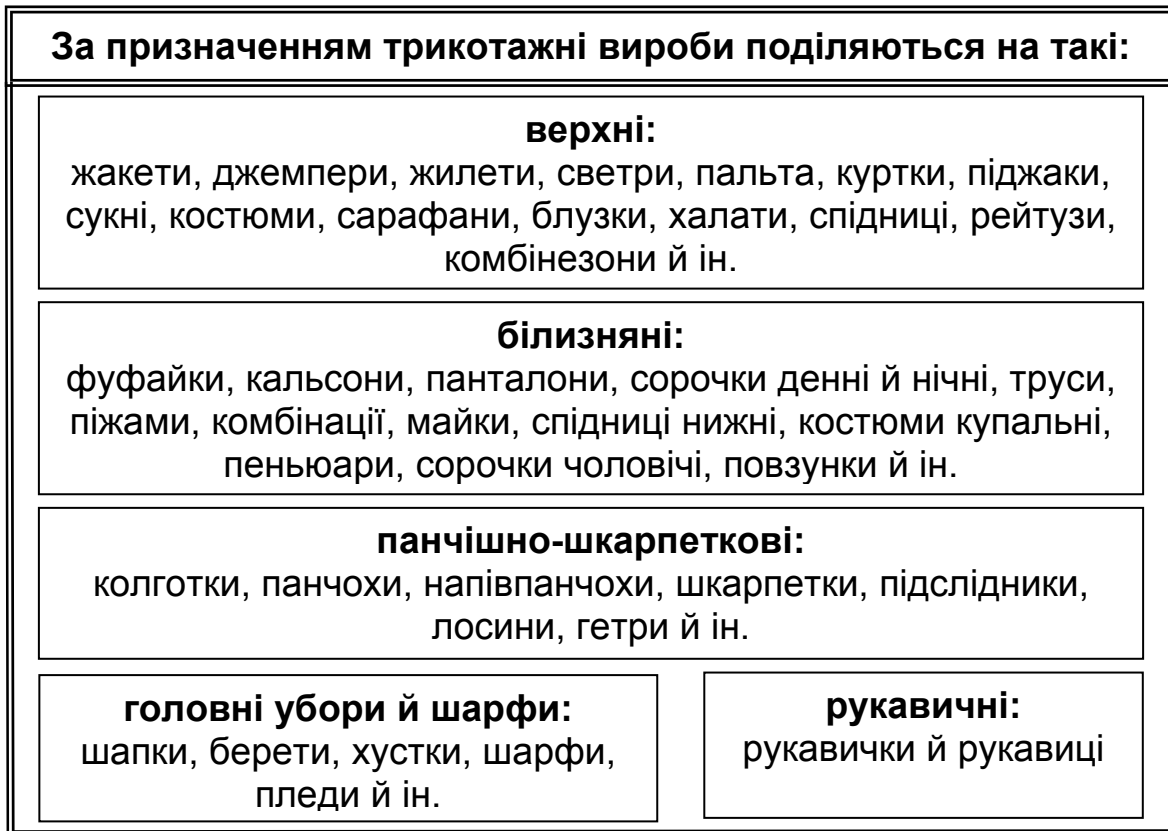 За призначенням трикотажні вироби поділяються на такі:
верхні:
жакети, джемпери, жилети, светри, пальта, куртки, піджаки,
сукні, костюми, сарафани, блузки, халати, спідниці, рейтузи,
комбінезони й ін.
білизняні:
фуфайки, кальсони, панталони, сорочки денні й нічні, труси,
піжами, комбінації, майки, спідниці нижні, костюми купальні,
пеньюари, сорочки чоловічі, повзунки й ін.
панчішно-шкарпеткові:
колготки, панчохи, напівпанчохи, шкарпетки, підслідники,
лосини, гетри й ін.
головні убори й шарфи:
шапки, берети, хустки, шарфи,
пледи й ін.
рукавичні:
рукавички й рукавиці